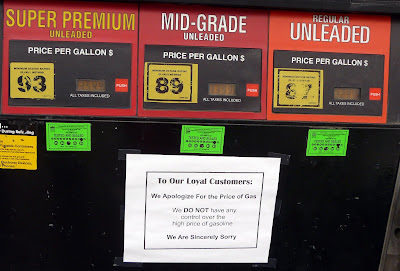 SUPER PREMIUM
UNLEADED
PRICE PER GALLON $
93
PUSH
ALL TAXES INCLUDED
MID-GRADE
UNLEADED
PRICE PER GALLON $
89
PUSH
ALL TAXES INCLUDED
REGULAR
UNLEADED
PRICE PER GALLON $
87
PUSH
ALL TAXES INCLUDED
To Our Loyal Customers:
We Apologize For the Price of Gas
We DO NOT have any
control over the
high price of gasoline
We Are Sincerely Sorry